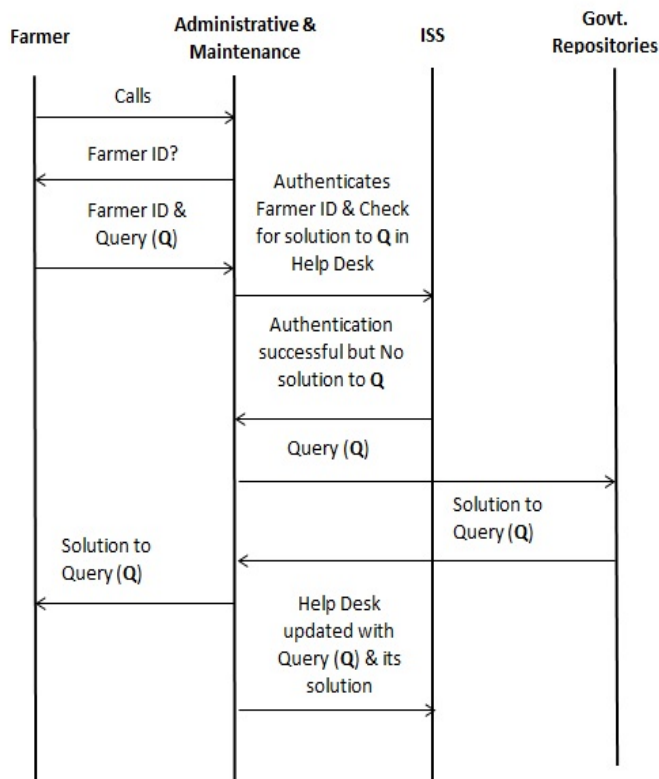 Farmer
Administrative &
Maintenance
ISS
Govt.
Repositories
Calls
Farmer ID?
Farmer ID &
Query (Q)
Authenticates
Farmer ID & Check
for solution to Q in
Help Desk
Authentication
successful but No
solution to Q
Query (Q)
Solution to
Query (Q)
Solution to
Query (Q)
Help Desk
updated with
Query (Q) & its
solution